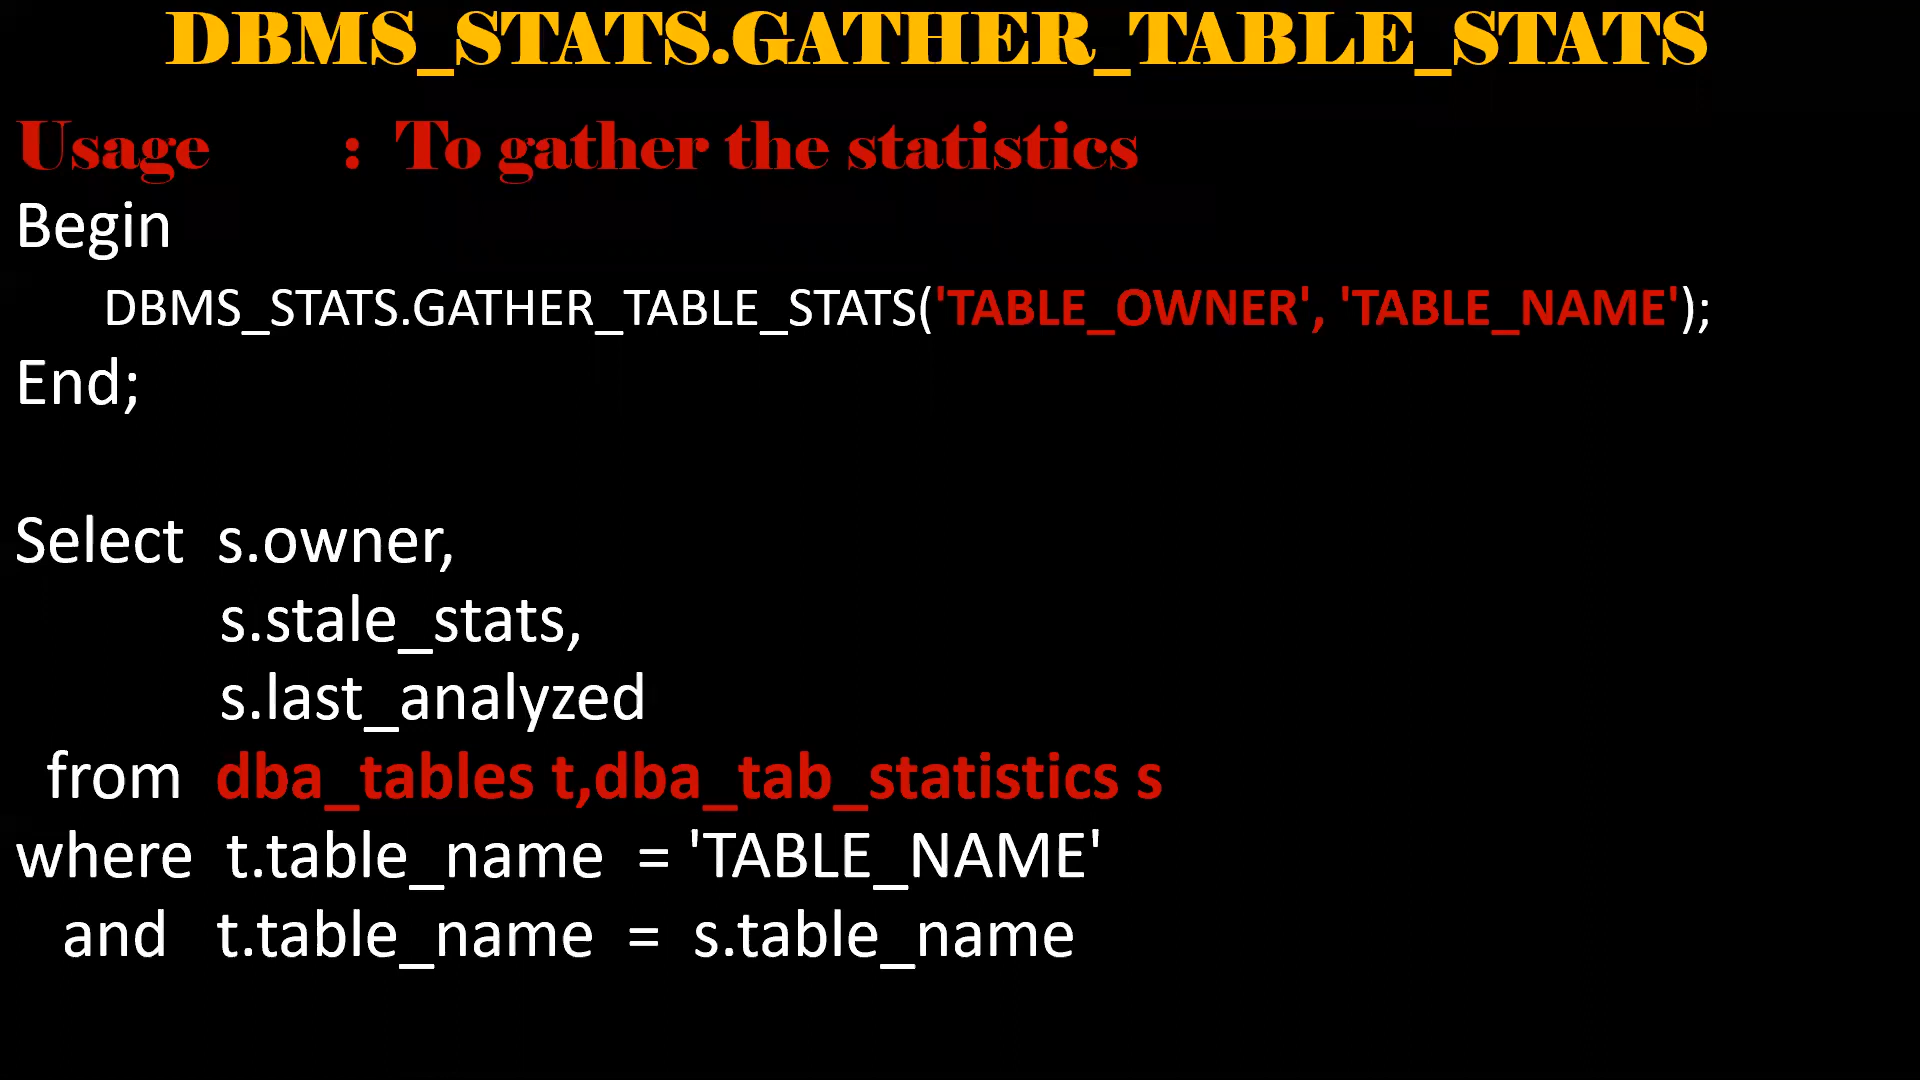 DBMS_STATS.GATHER_TABLE_STATS
Usage : To gather the statistics
Begin
DBMS_STATS.GATHER_TABLE_STATS('TABLE_OWNER', 'TABLE_NAME');
End;
Select s.owner,
s.stale_stats,
s.last_analyzed
from dba_tables t,dba_tab_statistics s
where t.table_name = 'TABLE_NAME'
and t.table_name = s.table_name